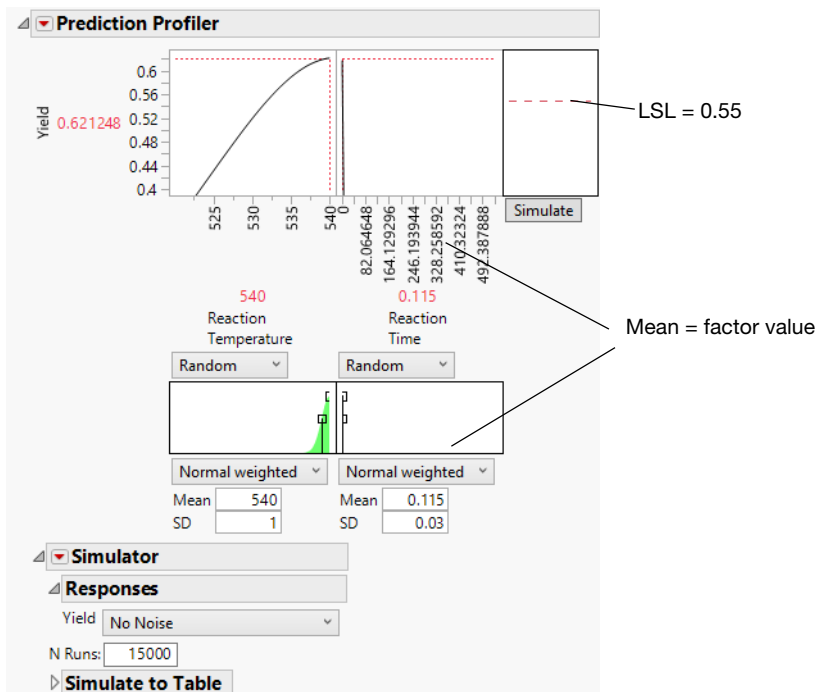 Prediction Profiler
0.6
0.56
0.52
0.48
0.44
0.4
Yield
0.621248
LSL = 0.55
525
530
535
540
0
82.064648
164.129296
246.193944
328.258592
410.32324
492.387888
Simulate
540
Reaction
Temperature
0.115
Reaction
Time
Mean = factor value
Random
Random
Normal weighted
Normal weighted
Mean 540
SD 1
Mean 0.115
SD 0.03
Simulator
Responses
Yield No Noise
N Runs: 15000
Simulate to Table